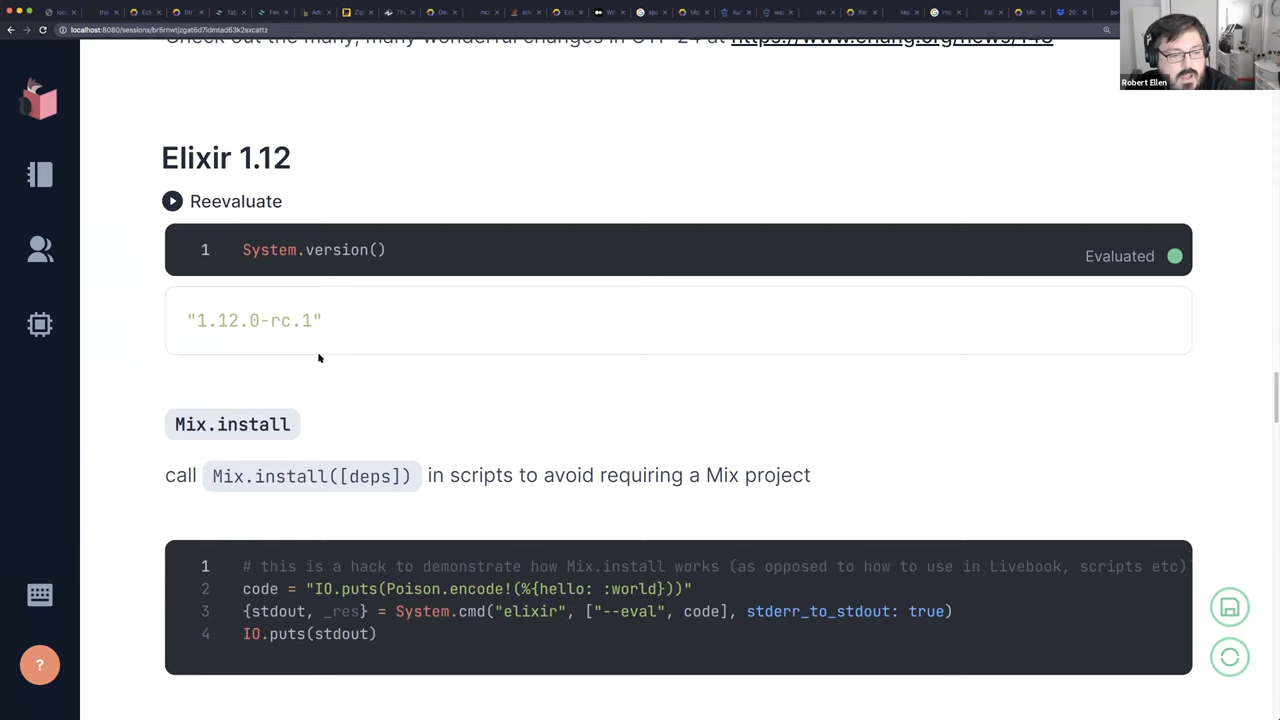 localhost:8080/sessions/br5rnwtjzgat6d7idmtad63k2sxcattz
Robert Ellen
Check out the many, many wonderful changes in OTP 24 at https://www.erlang.org/news/148
Elixir 1.12
Reevaluate
1 System.version()
Evaluated
"1.12.0-rc.1"
Mix.install
call Mix.install([deps]) in scripts to avoid requiring a Mix project
1 # this is a hack to demonstrate how Mix.install works (as opposed to how to use in Livebook, scripts etc)
2 code = "IO.puts(Poison.encode!(%{hello: :world}))"
3 {stdout, _res} = System.cmd("elixir", ["--eval", code], stderr_to_stdout: true)
4 IO.puts(stdout)
?